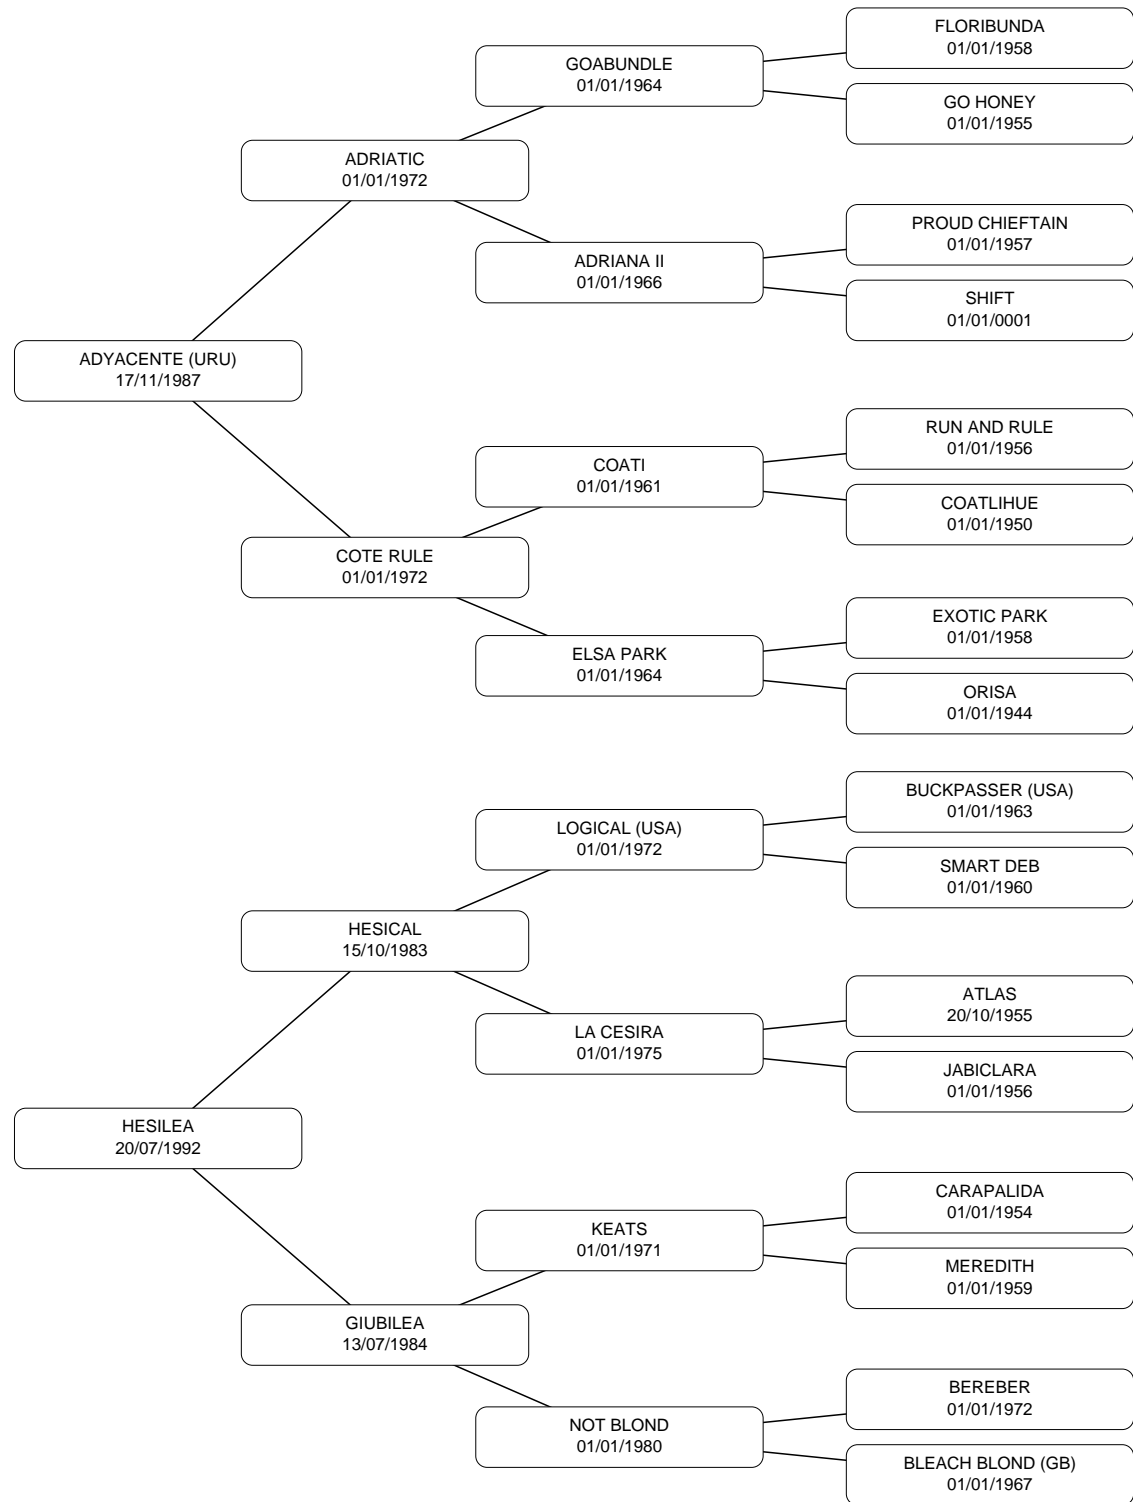 FLORIBUNDA
01/01/1958
GOABUNDLE
01/01/1964
GO HONEY
01/01/1955
ADRIATIC
01/01/1972
PROUD CHIEFTAIN
01/01/1957
ADRIANA II
01/01/1966
SHIFT
01/01/0001
ADYACENTE (URU)
17/11/1987
RUN AND RULE
01/01/1956
COATI
01/01/1961
COATLIHUE
01/01/1950
COTE RULE
01/01/1972
EXOTIC PARK
01/01/1958
ELSA PARK
01/01/1964
ORISA
01/01/1944
BUCKPASSER (USA)
01/01/1963
LOGICAL (USA)
01/01/1972
SMART DEB
01/01/1960
HESICAL
15/10/1983
ATLAS
20/10/1955
LA CESIRA
01/01/1975
JABICLARA
01/01/1956
HESILEA
20/07/1992
CARAPALIDA
01/01/1954
KEATS
01/01/1971
MEREDITH
01/01/1959
GIUBILEA
13/07/1984
BEREBER
01/01/1972
NOT BLOND
01/01/1980
BLEACH BLOND (GB)
01/01/1967